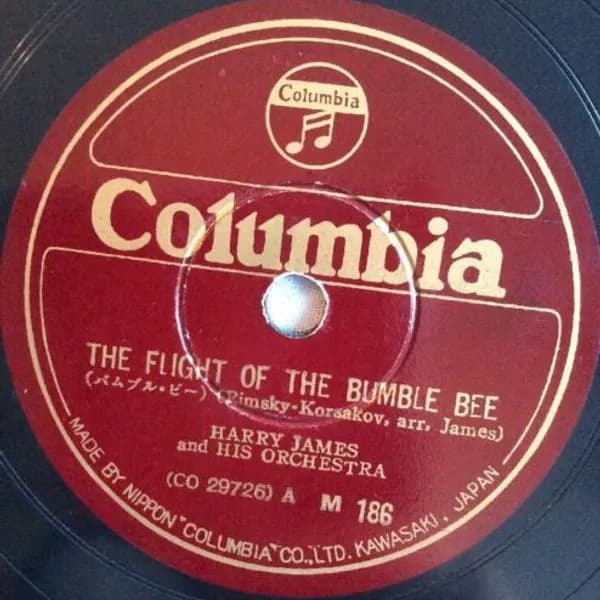 Columbia
Columbia
THE FLIGHT OF THE BUMBLE BEE
(バムブル・ビー) (Rimsky-Korsakov, arr, James)
HARRY JAMES
and HIS ORCHESTRA
(CO 29726) A M 186
MADE BY NIPPON "COLUMBIA" CO., LTD. KAWASAKI, JAPAN